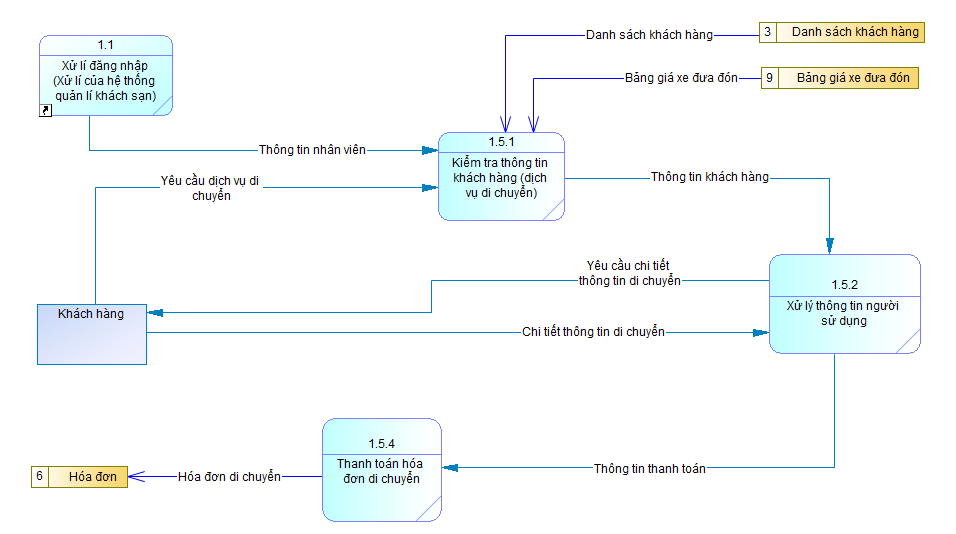 1.1
Xử lí đăng nhập
(Xử lí của hệ thống
quản lí khách sạn)
Danh sách khách hàng
3 Danh sách khách hàng
Bảng giá xe đưa đón
9 Bảng giá xe đưa đón
1.5.1
Kiểm tra thông tin
khách hàng (dịch
vụ di chuyển)
Thông tin nhân viên
Yêu cầu dịch vụ di
chuyển
Thông tin khách hàng
Yêu cầu chi tiết
thông tin di chuyển
1.5.2
Xử lý thông tin người
sử dụng
Khách hàng
Chi tiết thông tin di chuyển
1.5.4
Thanh toán hóa
đơn di chuyển
Thông tin thanh toán
6 Hóa đơn
Hóa đơn di chuyển